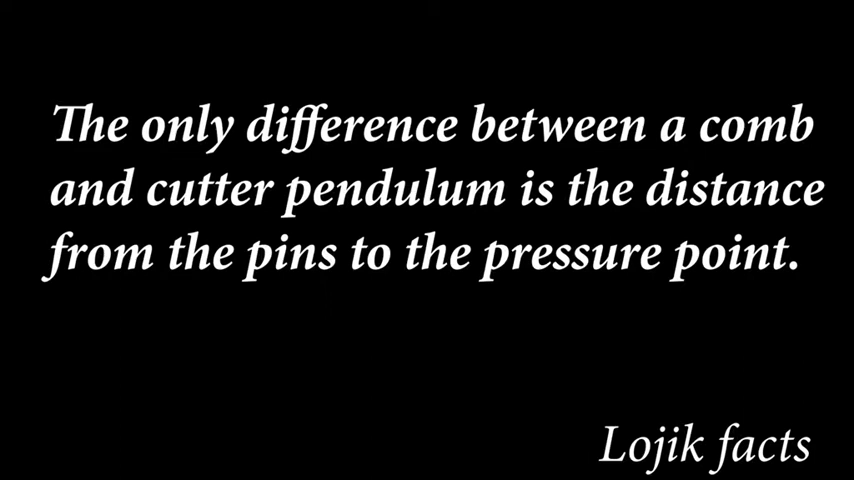 The only difference between a comb
and cutter pendulum is the distance
from the pins to the pressure point.
Lojik facts